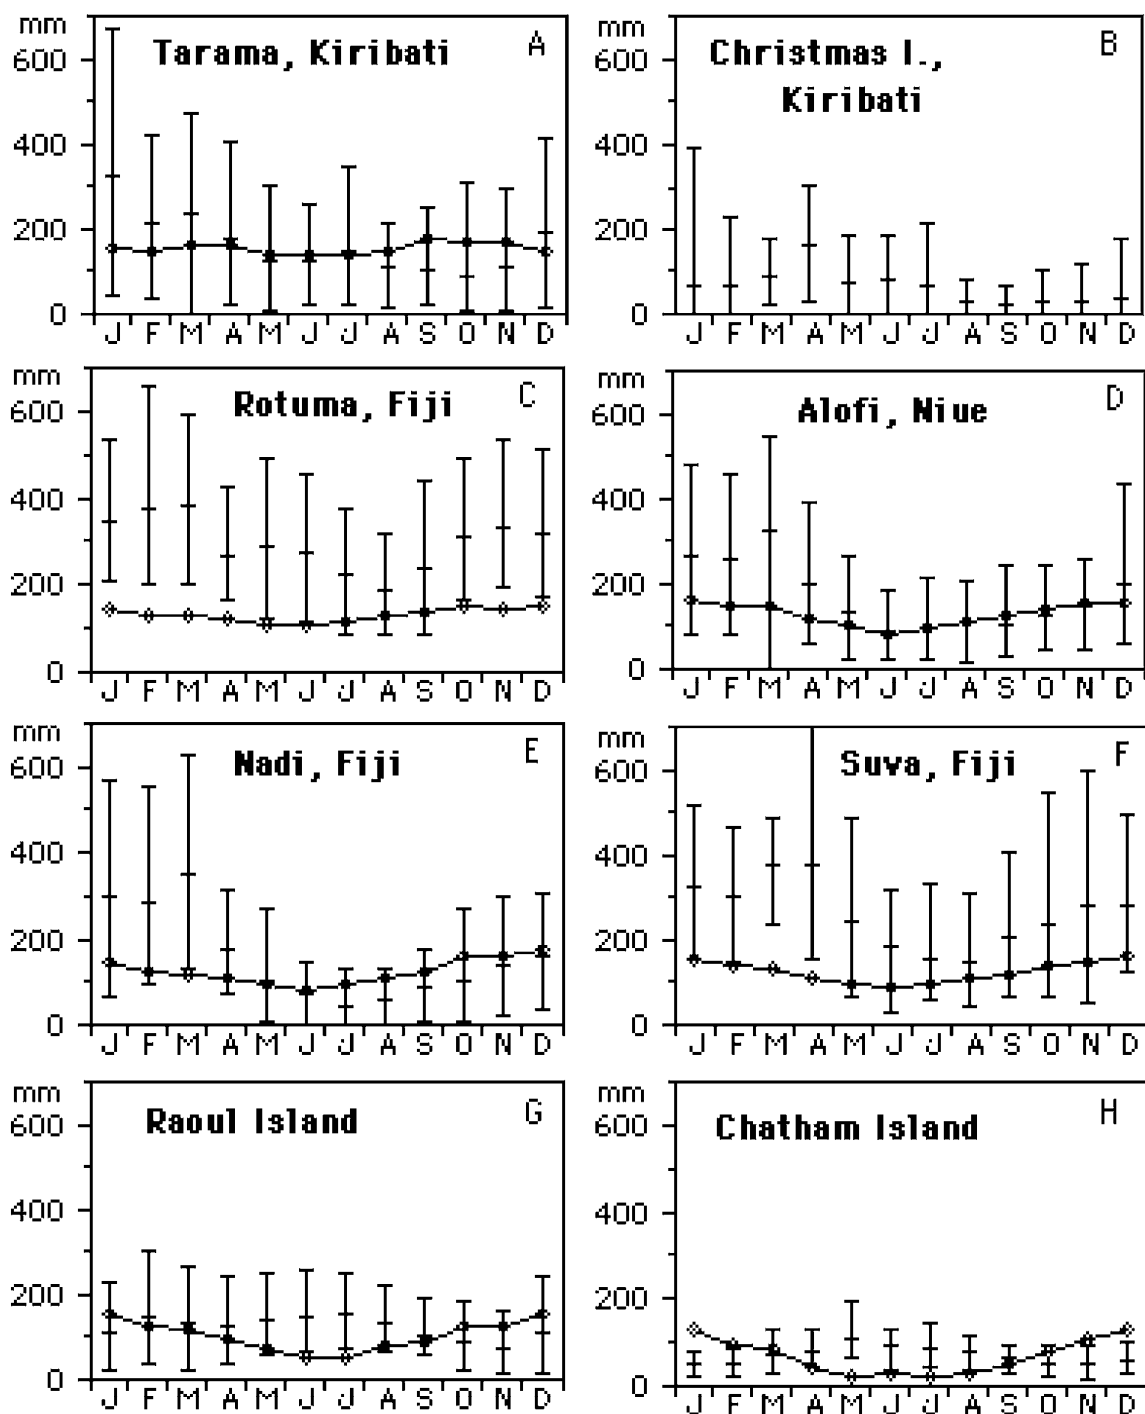 mm
Tarama, Kiribati
A
600
400
200
0
J F M A M J J A S O N D
mm
Christmas I.,
Kiribati
B
600
400
200
0
J F M A M J J A S O N D
mm
Rotuma, Fiji
C
600
400
200
0
J F M A M J J A S O N D
mm
Alofi, Niue
D
600
400
200
0
J F M A M J J A S O N D
mm
Nadi, Fiji
E
600
400
200
0
J F M A M J J A S O N D
mm
Suva, Fiji
F
600
400
200
0
J F M A M J J A S O N D
mm
Raoul Island
G
600
400
200
0
J F M A M J J A S O N D
mm
Chatham Island
H
600
400
200
0
J F M A M J J A S O N D